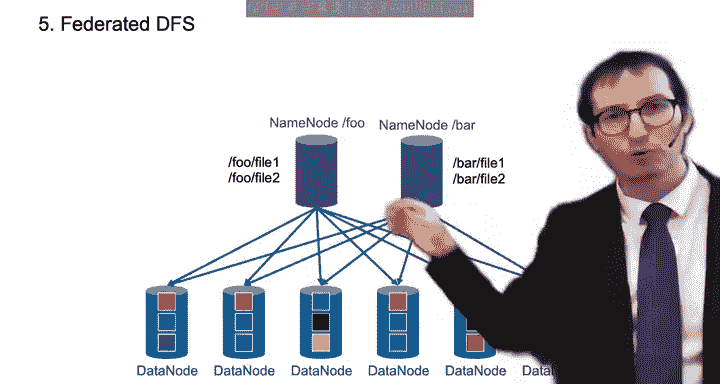 5. Federated DFS
NameNode /foo
NameNode /bar
/foo/file1
/foo/file2
/bar/file1
/bar/file2
DataNode
DataNode
DataNode
DataNode
DataNode